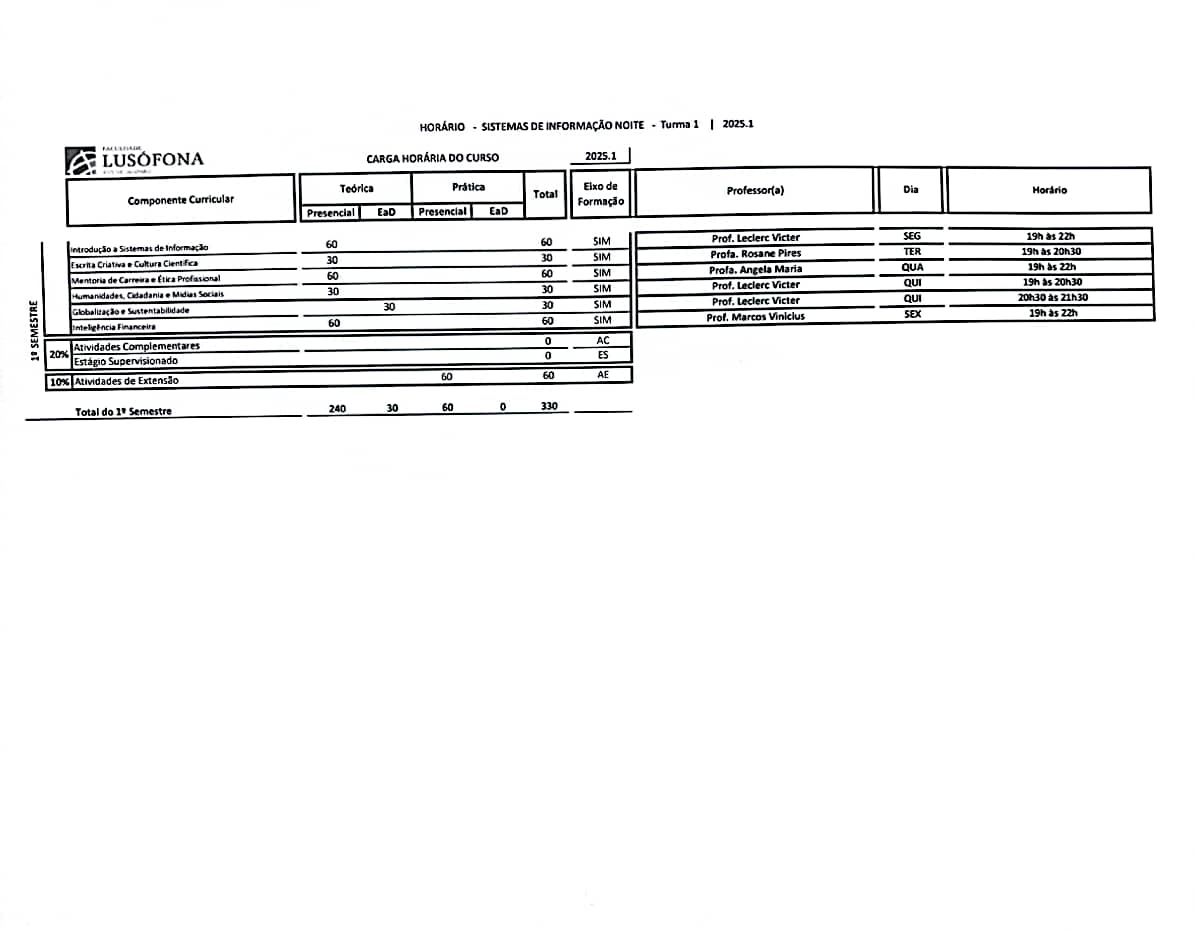 HORÁRIO - SISTEMAS DE INFORMAÇÃO NOITE - Turma 1 | 2025.1
FACULDADE
LUSÓFONA
CARGA HORÁRIA DO CURSO 2025.1
Componente Curricular Teórica Prática Total Eixo de Formação Professor(a) Dia Horário
Presencial EaD Presencial EaD
1º SEMESTRE
Introdução a Sistemas de Informação 60 60 SIM Prof. Leclerc Victer SEG 19h às 22h
Escrita Criativa e Cultura Científica 30 30 SIM Profa. Rosane Pires TER 19h às 20h30
Mentoria de Carreira e Ética Profisional 60 60 SIM Profa. Angela Maria QUA 19h às 22h
Humanidades, Cidadania e Midias Sociais 30 30 SIM Prof. Leclerc Victer QUI 19h às 20h30
Globalização e Sustentabilidade 30 30 SIM Prof. Leclerc Victer QUI 20h30 às 21h30
Inteligência Financeira 60 60 SIM Prof. Marcos Vinicius SEX 19h às 22h
20% Atividades Complementares 0 AC
Estágio Supervisionado 0 ES
10% Atividades de Extensão 60 60 AE
Total do 1º Semestre 240 30 60 0 330